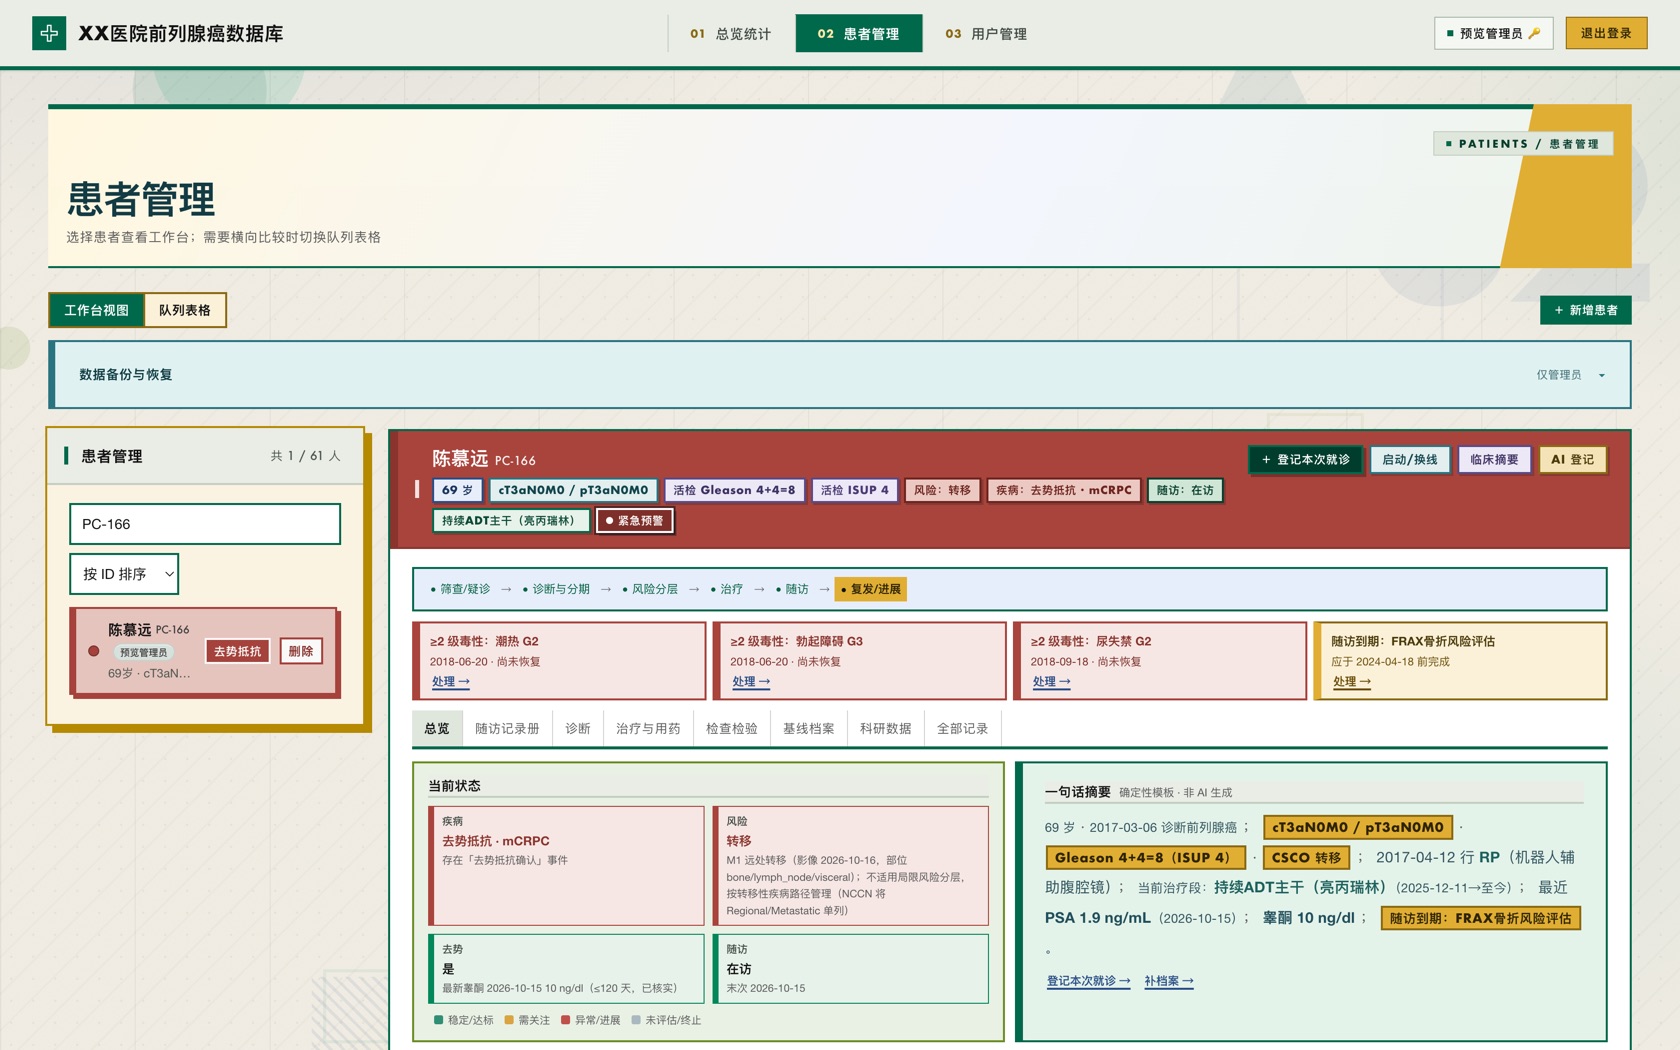 XX医院前列腺癌数据库
01 总览统计
02 患者管理
03 用户管理
预览管理员
退出登录
PATIENTS / 患者管理
患者管理
选择患者查看工作台；需要横向比较时切换队列表格
工作台视图
队列表格
+ 新增患者
数据备份与恢复
仅管理员
患者管理
共 1 / 61 人
PC-166
按 ID 排序
陈慕远 PC-166
预览管理员
69岁 · cT3aN...
去势抵抗
删除
陈慕远 PC-166
+ 登记本次就诊
启动/换线
临床摘要
AI 登记
69 岁
cT3aN0M0 / pT3aN0M0
活检 Gleason 4+4=8
活检 ISUP 4
风险：转移
疾病：去势抵抗 · mCRPC
随访：在访
持续ADT主干（亮丙瑞林）
紧急预警
筛查/疑诊 → 诊断与分期 → 风险分层 → 治疗 → 随访 → 复发/进展
≥2 级毒性：潮热 G2
2018-06-20 · 尚未恢复
处理 →
≥2 级毒性：勃起障碍 G3
2018-06-20 · 尚未恢复
处理 →
≥2 级毒性：尿失禁 G2
2018-09-18 · 尚未恢复
处理 →
随访到期：FRAX骨折风险评估
应于 2024-04-18 前完成
处理 →
总览
随访记录册
诊断
治疗与用药
检查检验
基线档案
科研数据
全部记录
当前状态
疾病
去势抵抗 · mCRPC
存在「去势抵抗确认」事件
风险
转移
M1 远处转移（影像 2026-10-16，部位
bone/lymph_node/visceral）；不适用局限风险分层，
按转移性疾病路径管理（NCCN 将
Regional/Metastatic 单列）
去势
是
最新睾酮 2026-10-15 10 ng/dl（≤120 天，已核实）
随访
在访
末次 2026-10-15
稳定/达标
需关注
异常/进展
未评估/终止
一句话摘要 确定性模板 · 非 AI 生成
69 岁 · 2017-03-06 诊断前列腺癌； cT3aN0M0 / pT3aN0M0 ·
Gleason 4+4=8（ISUP 4） · CSCO 转移； 2017-04-12 行 RP（机器人辅
助腹腔镜）； 当前治疗段：持续ADT主干（亮丙瑞林）（2025-12-11→至今）； 最近
PSA 1.9 ng/mL（2026-10-15）； 睾酮 10 ng/dl； 随访到期：FRAX骨折风险评估
。
登记本次就诊 →
补档案 →